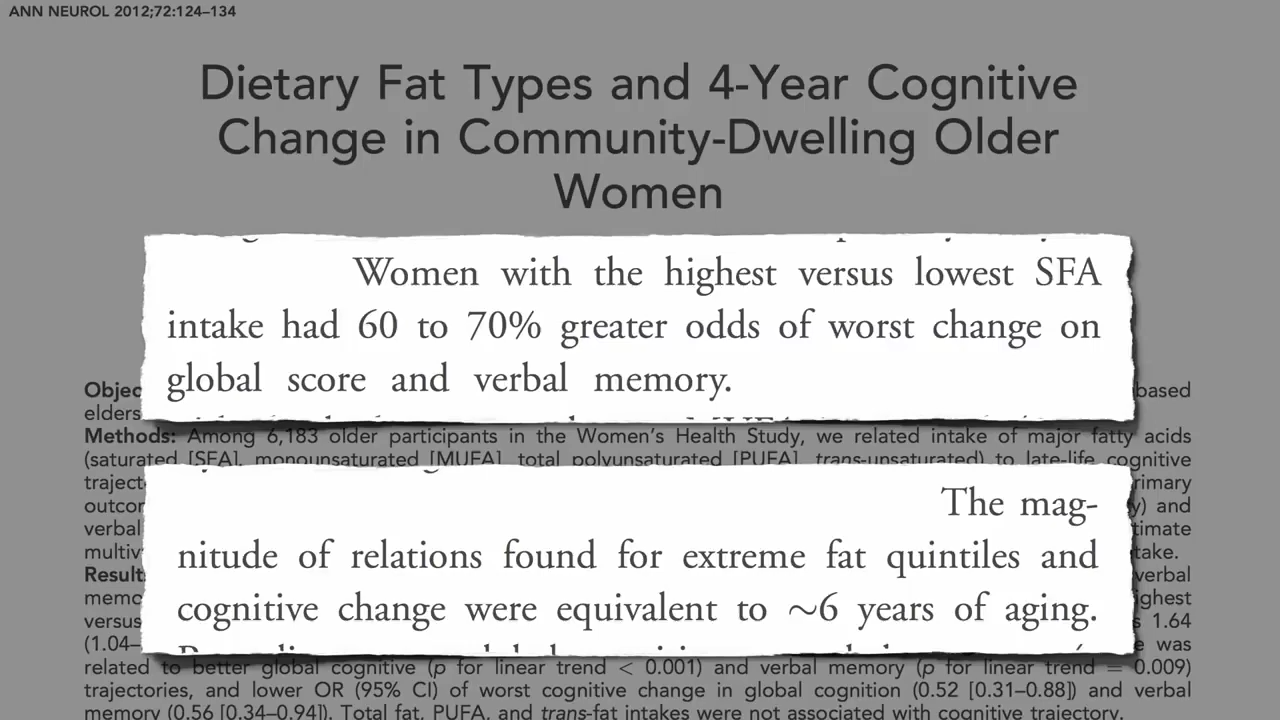 ANN NEUROL 2012;72:124–134
Dietary Fat Types and 4-Year Cognitive
Change in Community-Dwelling Older
Women
Women with the highest versus lowest SFA
intake had 60 to 70% greater odds of worst change on
global score and verbal memory.
based
elders
Methods: Among 6,183 older participants in the Women's Health Study, we related intake of major fatty acids
(saturated [SFA], monounsaturated [MUFA], total polyunsaturated [PUFA], trans-unsaturated) to late-life cognitive
The mag-
nitude of relations found for extreme fat quintiles and
cognitive change were equivalent to ~6 years of aging.
verbal
1.64
(1.04–
was
related to better global cognitive (p for linear trend < 0.001) and verbal memory (p for linear trend = 0.009)
trajectories, and lower OR (95% CI) of worst cognitive change in global cognition (0.52 [0.31–0.88]) and verbal
memory (0.56 [0.34–0.94]). Total fat, PUFA, and trans-fat intakes were not associated with cognitive trajectory.